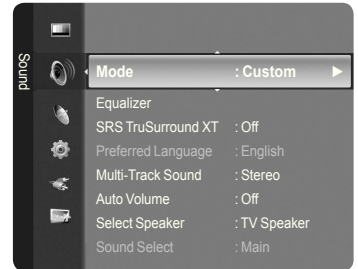 Sound
Mode : Custom
Equalizer
SRS TruSurround XT : Off
Preferred Language : English
Multi-Track Sound : Stereo
Auto Volume : Off
Select Speaker : TV Speaker
Sound Select : Main